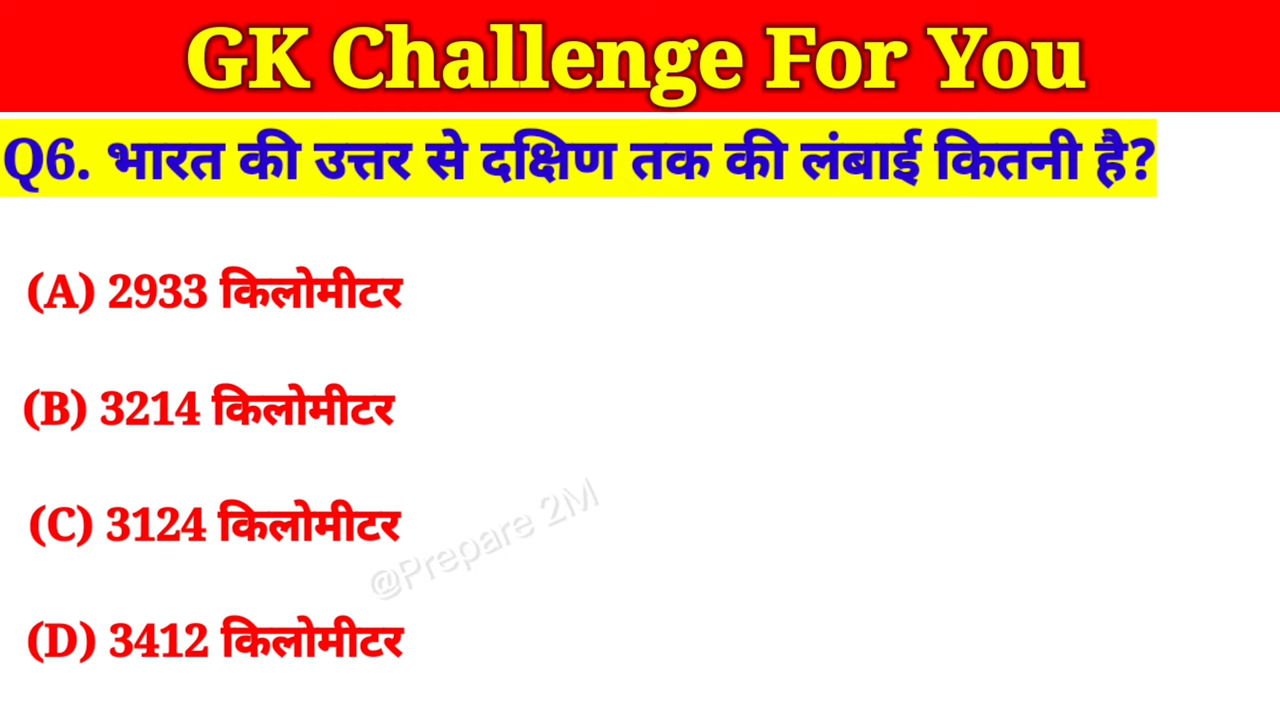 GK Challenge For You
Q6. भारत की उत्तर से दक्षिण तक की लंबाई कितनी है?
(A) 2933 किलोमीटर
(B) 3214 किलोमीटर
(C) 3124 किलोमीटर
@Prepare 2M
(D) 3412 किलोमीटर